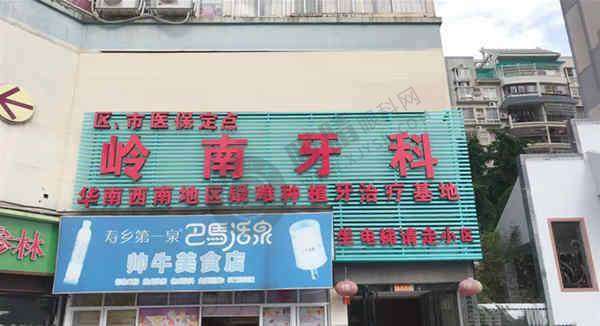 区、市医保定点
岭南牙科
华南西南地区疑难种植牙治疗基地
坐电梯请走小区
寿乡第一泉 巴馬活泉
帅牛美食店
林